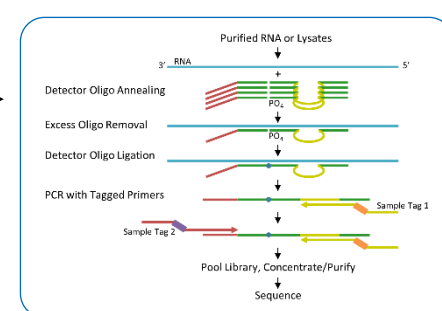 Purified RNA or Lysates
3' RNA 5'
+
Detector Oligo Annealing
PO₄
Excess Oligo Removal
PO₄
Detector Oligo Ligation
PCR with Tagged Primers
Sample Tag 1
Sample Tag 2
Pool Library, Concentrate/Purify
Sequence